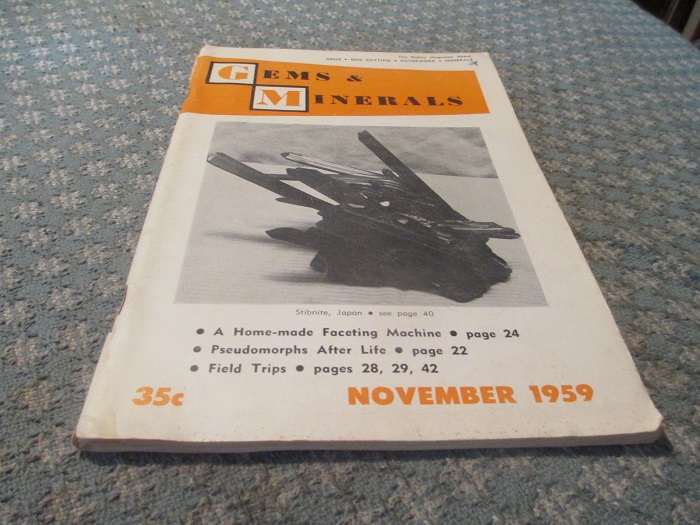 GEMS &
MINERALS
Stibnite, Japan • see page 40
• A Home-made Faceting Machine • page 24
• Pseudomorphs After Life • page 22
• Field Trips • pages 28, 29, 42
35c
NOVEMBER 1959